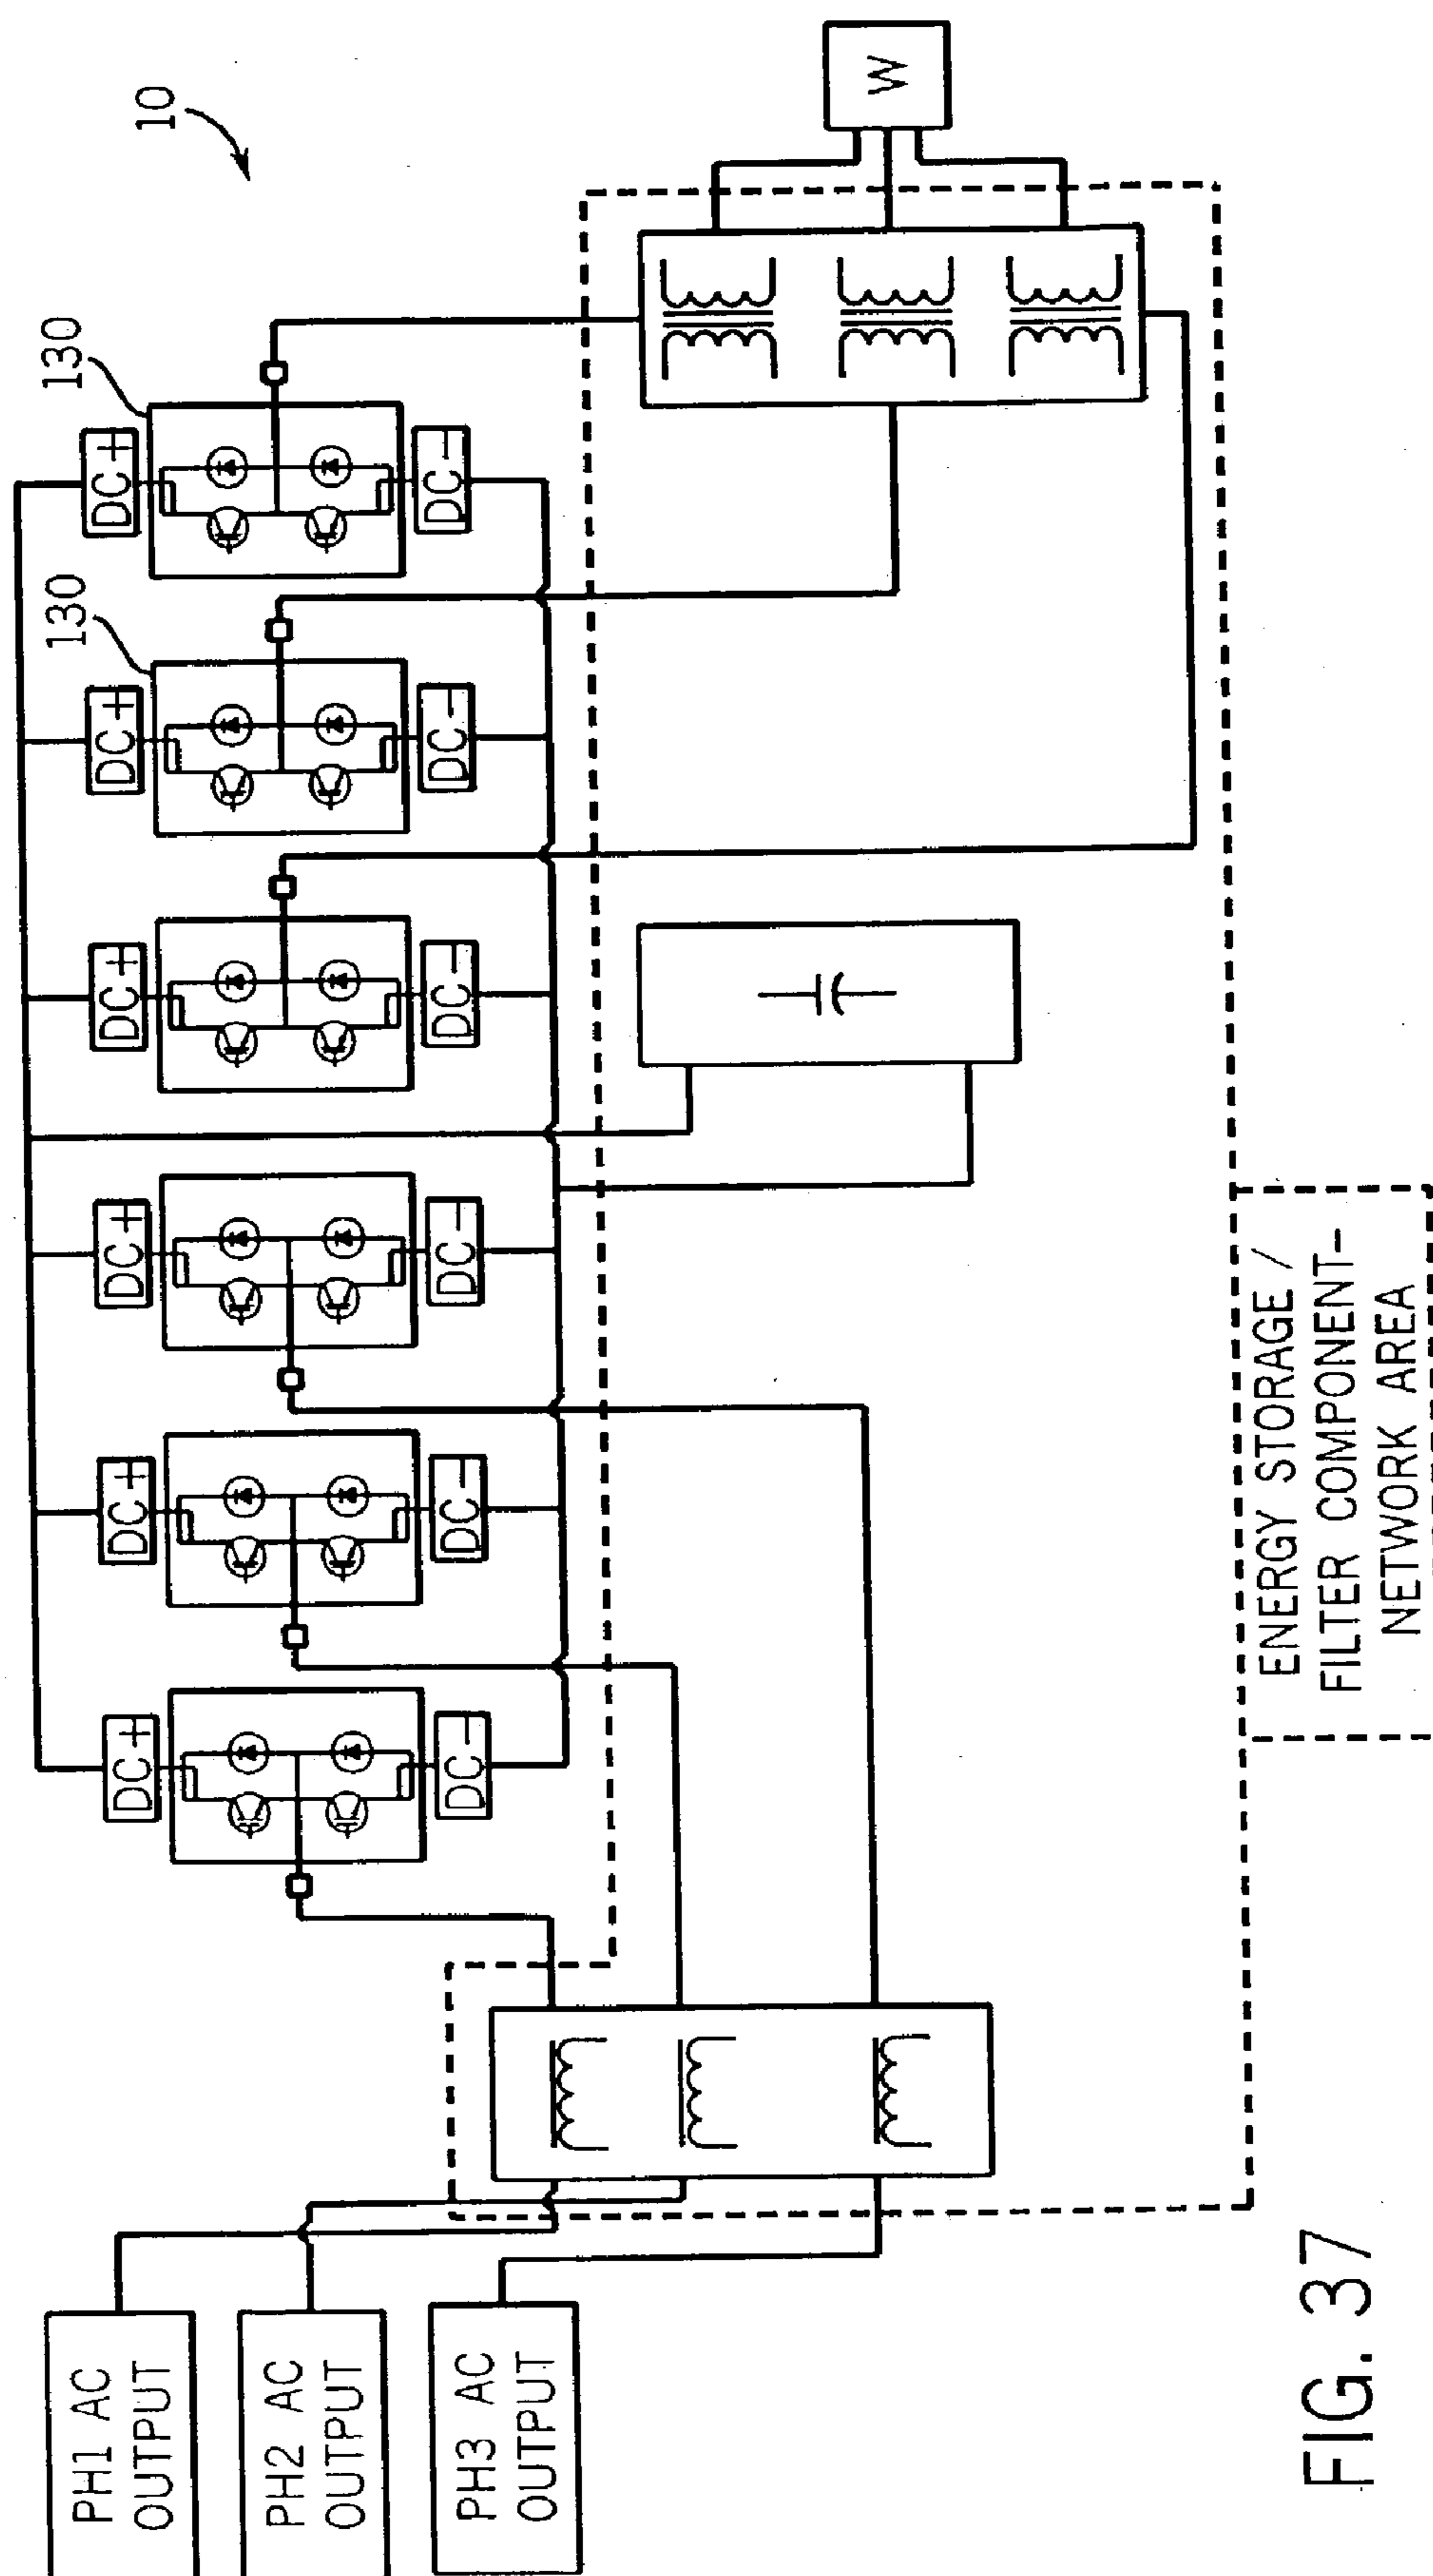 10
130
130
DC+
DC+
DC+
DC+
DC+
DC+
DC−
DC−
DC−
DC−
DC−
DC−
W
PH1 AC
OUTPUT
PH2 AC
OUTPUT
PH3 AC
OUTPUT
ENERGY STORAGE /
FILTER COMPONENT–
NETWORK AREA
FIG. 37